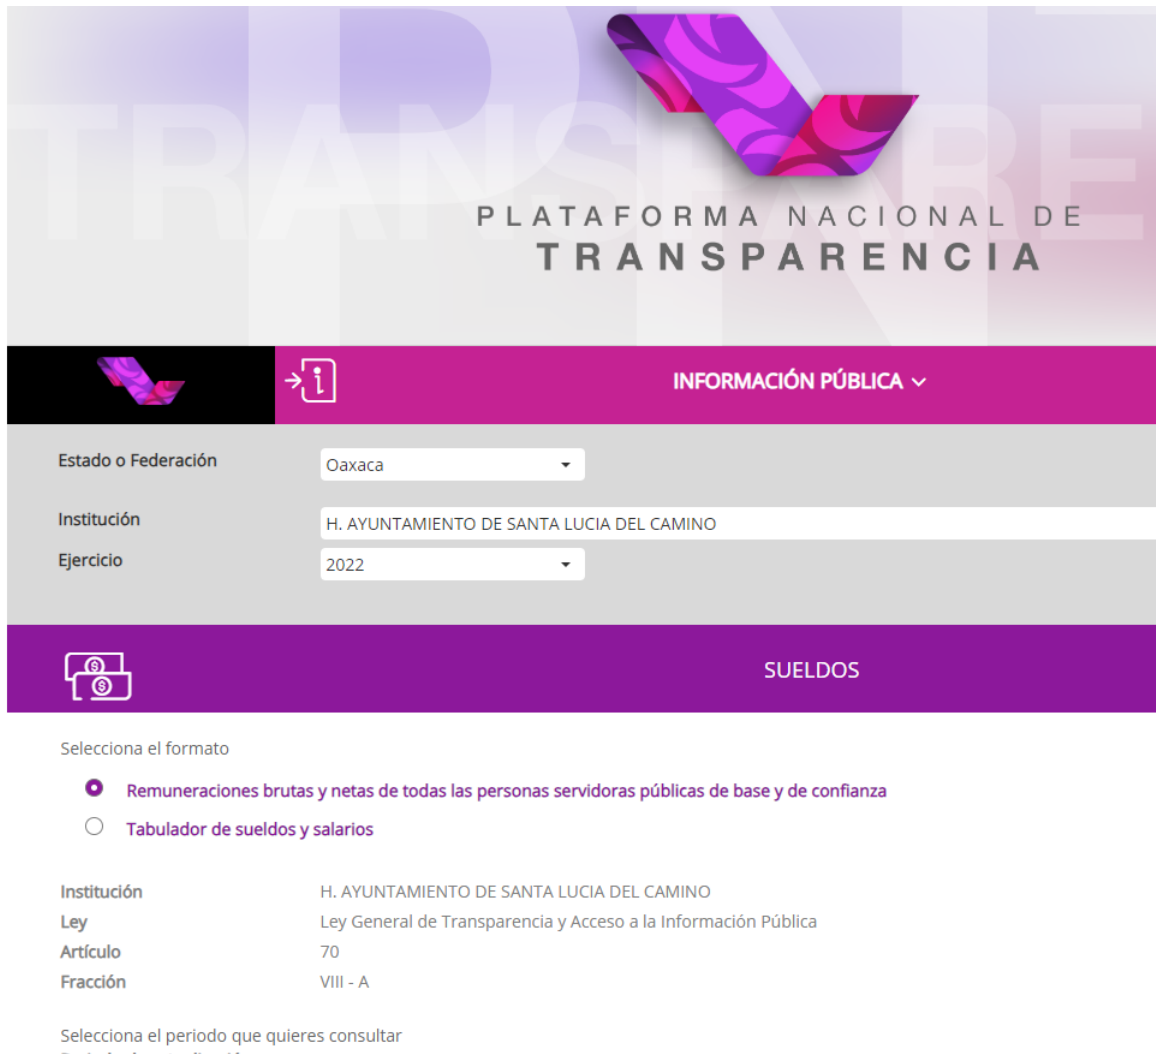 PLATAFORMA NACIONAL DE
TRANSPARENCIA
INFORMACIÓN PÚBLICA
Estado o Federación
Oaxaca
Institución
H. AYUNTAMIENTO DE SANTA LUCIA DEL CAMINO
Ejercicio
2022
SUELDOS
Selecciona el formato
Remuneraciones brutas y netas de todas las personas servidoras públicas de base y de confianza
Tabulador de sueldos y salarios
Institución H. AYUNTAMIENTO DE SANTA LUCIA DEL CAMINO
Ley Ley General de Transparencia y Acceso a la Información Pública
Artículo 70
Fracción VIII - A
Selecciona el periodo que quieres consultar